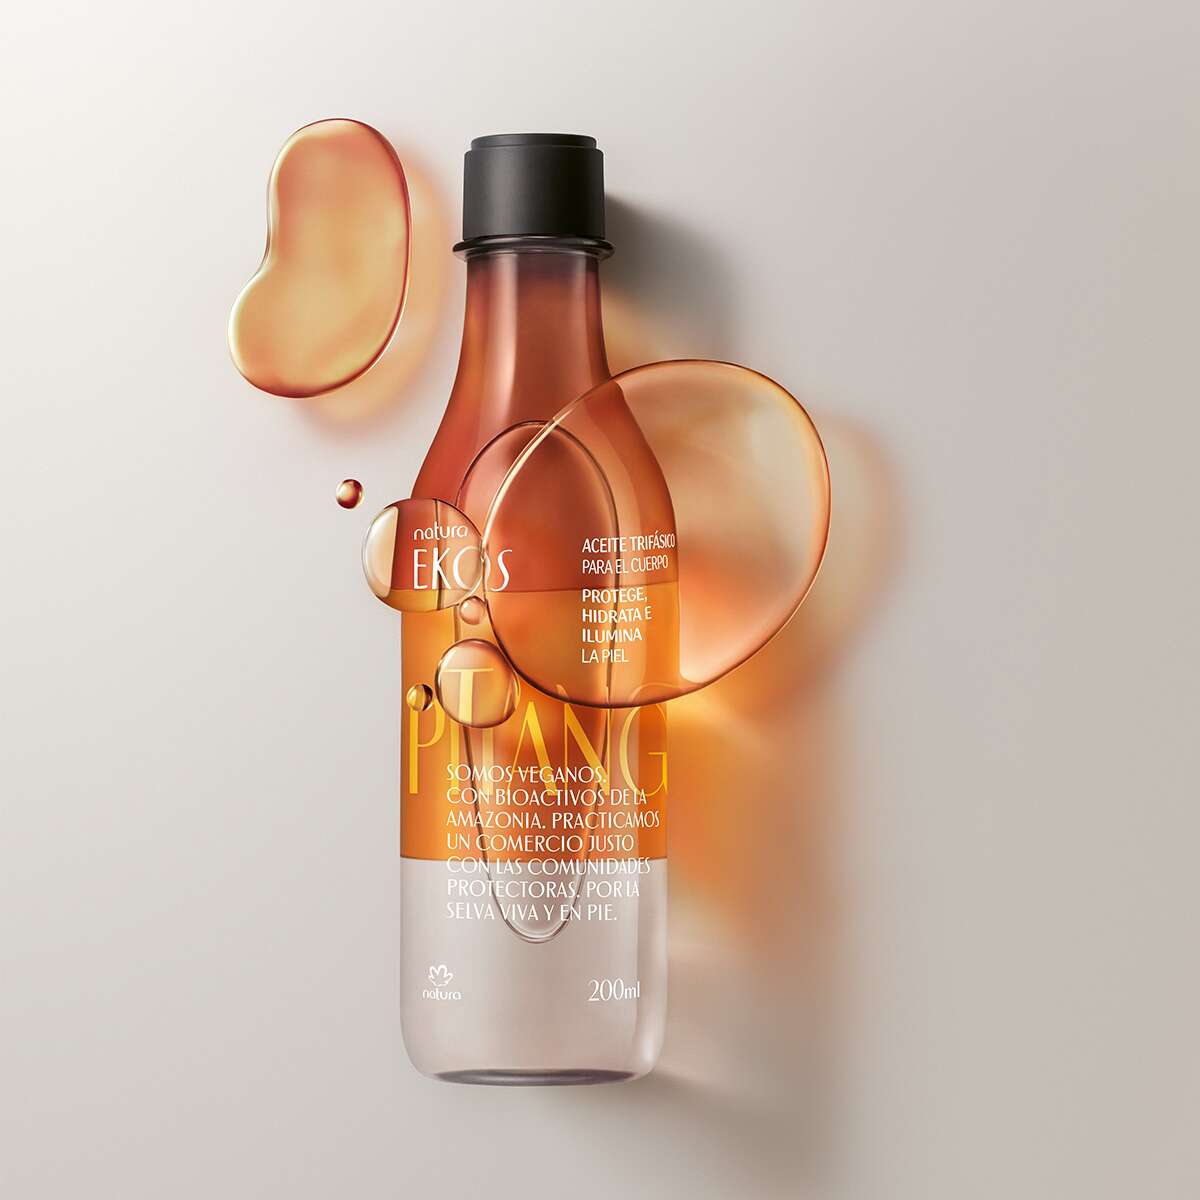 natura
EKOS
ACEITE TRIFÁSICO
PARA EL CUERPO
PROTEGE,
HIDRATA E
ILUMINA
LA PIEL
PITANG
SOMOS VEGANOS.
CON BIOACTIVOS DE LA
AMAZONIA. PRACTICAMOS
UN COMERCIO JUSTO
CON LAS COMUNIDADES
PROTECTORAS. POR LA
SELVA VIVA Y EN PIE.
natura
200ml